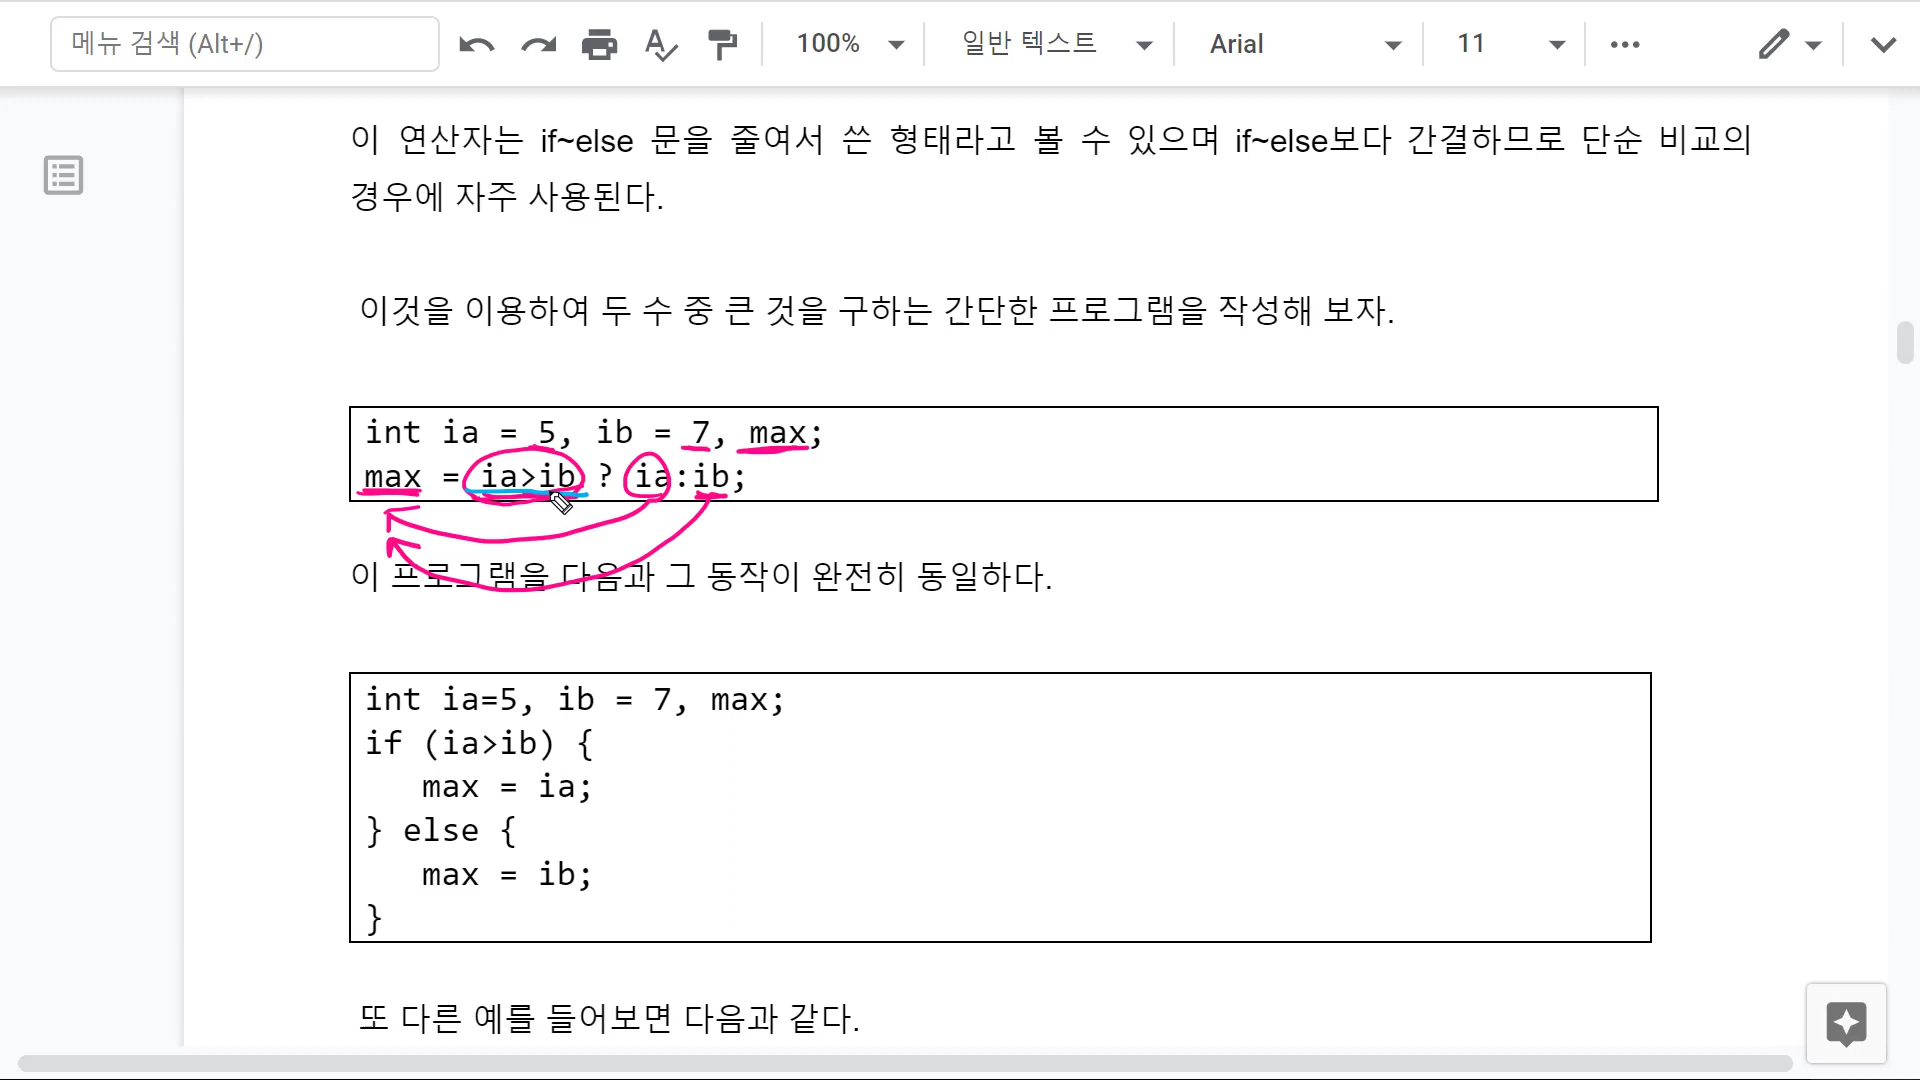 메뉴 검색 (Alt+/)
100%
일반 텍스트
Arial
11
이 연산자는 if~else 문을 줄여서 쓴 형태라고 볼 수 있으며 if~else보다 간결하므로 단순 비교의
경우에 자주 사용된다.
이것을 이용하여 두 수 중 큰 것을 구하는 간단한 프로그램을 작성해 보자.
int ia = 5, ib = 7, max;
max = ia>ib ? ia:ib;
이 프로그램을 다음과 그 동작이 완전히 동일하다.
int ia=5, ib = 7, max;
if (ia>ib) {
max = ia;
} else {
max = ib;
}
또 다른 예를 들어보면 다음과 같다.